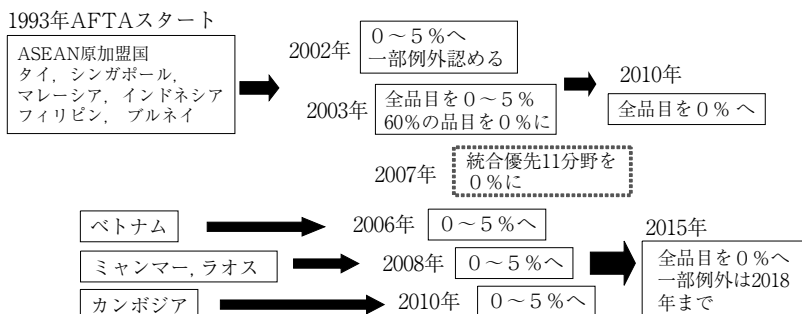 1993年AFTAスタート
ASEAN原加盟国
タイ，シンガポール，
マレーシア，インドネシア
フィリピン， ブルネイ
2002年
０～５％へ
一部例外認める
2003年
全品目を０～５％
60％の品目を０％に
2010年
全品目を０％ へ
2007年
統合優先11分野を
０％に
ベトナム
2006年
０～５％へ
ミャンマー, ラオス
2008年
０～５％へ
カンボジア
2010年
０～５％へ
2015年
全品目を０％へ
一部例外は2018
年まで